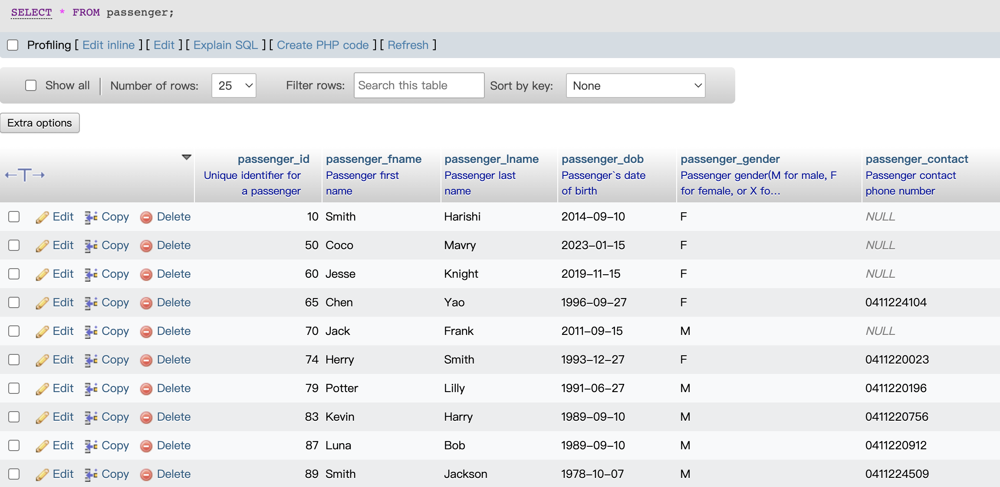 SELECT * FROM passenger;
Profiling [ Edit inline ] [ Edit ] [ Explain SQL ] [ Create PHP code ] [ Refresh ]
Show all Number of rows: 25 Filter rows: Search this table Sort by key: None
Extra options
passenger_id passenger_fname passenger_lname passenger_dob passenger_gender passenger_contact
Unique identifier for Passenger first Passenger last Passenger`s date Passenger gender(M for male, F Passenger contact
a passenger name name of birth for female, or X fo... phone number
Edit Copy Delete 10 Smith Harishi 2014-09-10 F NULL
Edit Copy Delete 50 Coco Mavry 2023-01-15 F NULL
Edit Copy Delete 60 Jesse Knight 2019-11-15 F NULL
Edit Copy Delete 65 Chen Yao 1996-09-27 F 0411224104
Edit Copy Delete 70 Jack Frank 2011-09-15 M NULL
Edit Copy Delete 74 Herry Smith 1993-12-27 F 0411220023
Edit Copy Delete 79 Potter Lilly 1991-06-27 M 0411220196
Edit Copy Delete 83 Kevin Harry 1989-09-10 M 0411220756
Edit Copy Delete 87 Luna Bob 1989-09-10 M 0411220912
Edit Copy Delete 89 Smith Jackson 1978-10-07 M 0411224509